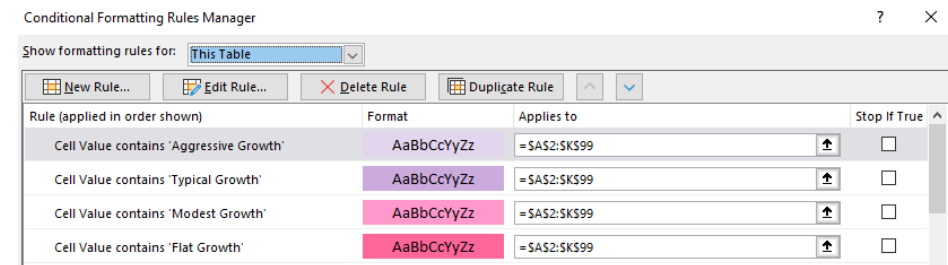 Conditional Formatting Rules Manager ? ×
Show formatting rules for: This Table
New Rule... Edit Rule... Delete Rule Duplicate Rule
Rule (applied in order shown) Format Applies to Stop If True
Cell Value contains 'Aggressive Growth' AaBbCcYyZz =$A$2:$K$99
Cell Value contains 'Typical Growth' AaBbCcYyZz =$A$2:$K$99
Cell Value contains 'Modest Growth' AaBbCcYyZz =$A$2:$K$99
Cell Value contains 'Flat Growth' AaBbCcYyZz =$A$2:$K$99